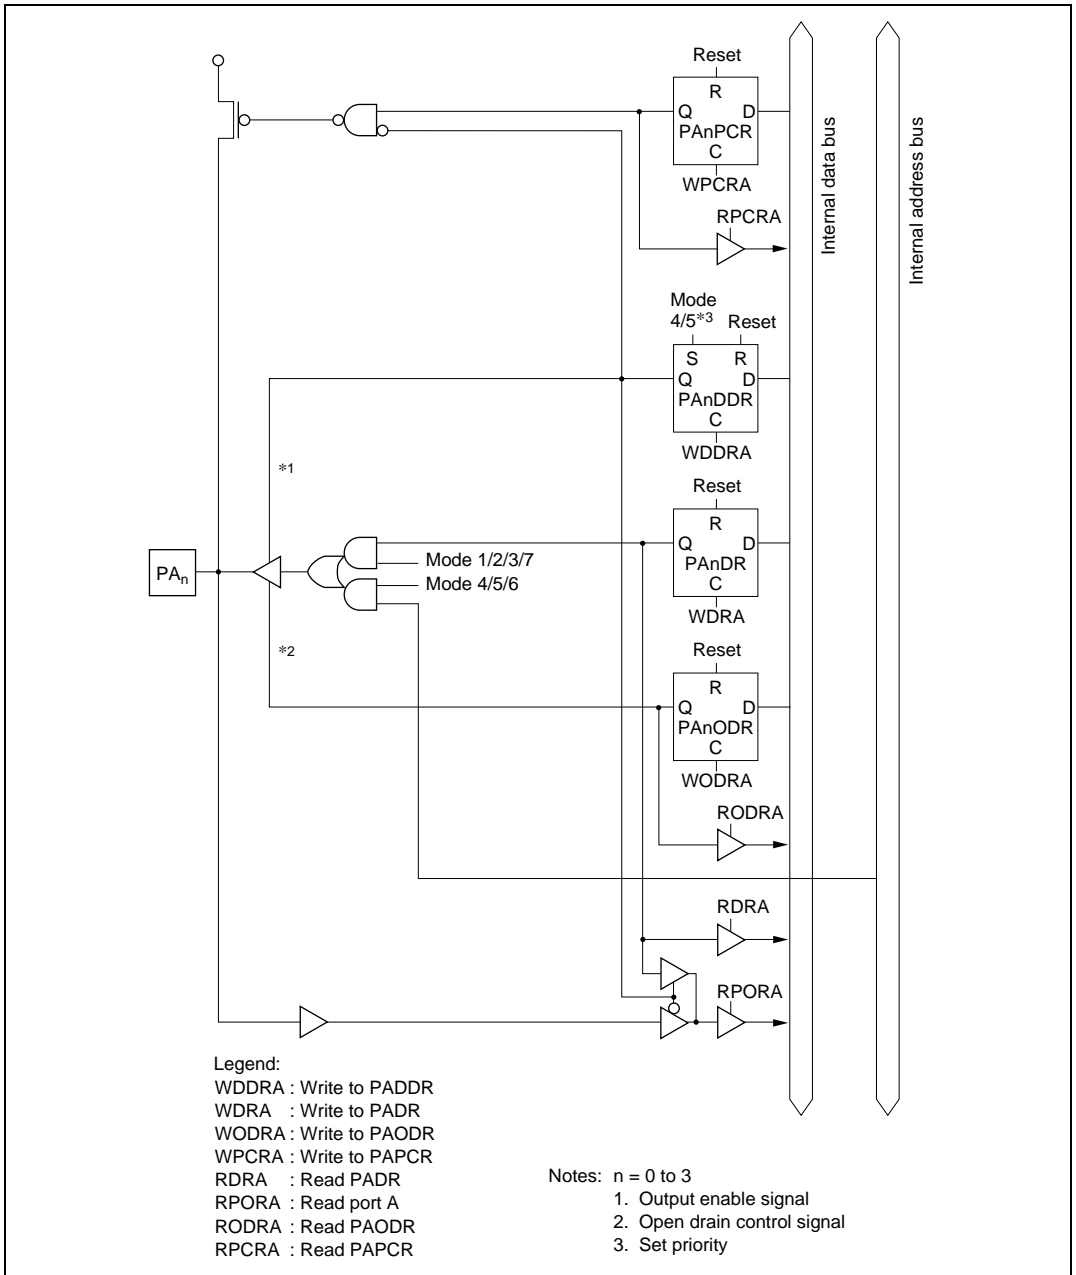 Reset
R
Q D
PAnPCR
C
WPCRA
RPCRA
Internal data bus
Internal address bus
Mode
4/5*3 Reset
S R
Q D
PAnDDR
C
WDDRA
*1
Reset
R
Q D
PAnDR
C
WDRA
Mode 1/2/3/7
Mode 4/5/6
PAn
*2
Reset
R
Q D
PAnODR
C
WODRA
RODRA
RDRA
RPORA
Legend:
WDDRA : Write to PADDR
WDRA : Write to PADR
WODRA : Write to PAODR
WPCRA : Write to PAPCR
RDRA : Read PADR
RPORA : Read port A
RODRA : Read PAODR
RPCRA : Read PAPCR
Notes: n = 0 to 3
1. Output enable signal
2. Open drain control signal
3. Set priority